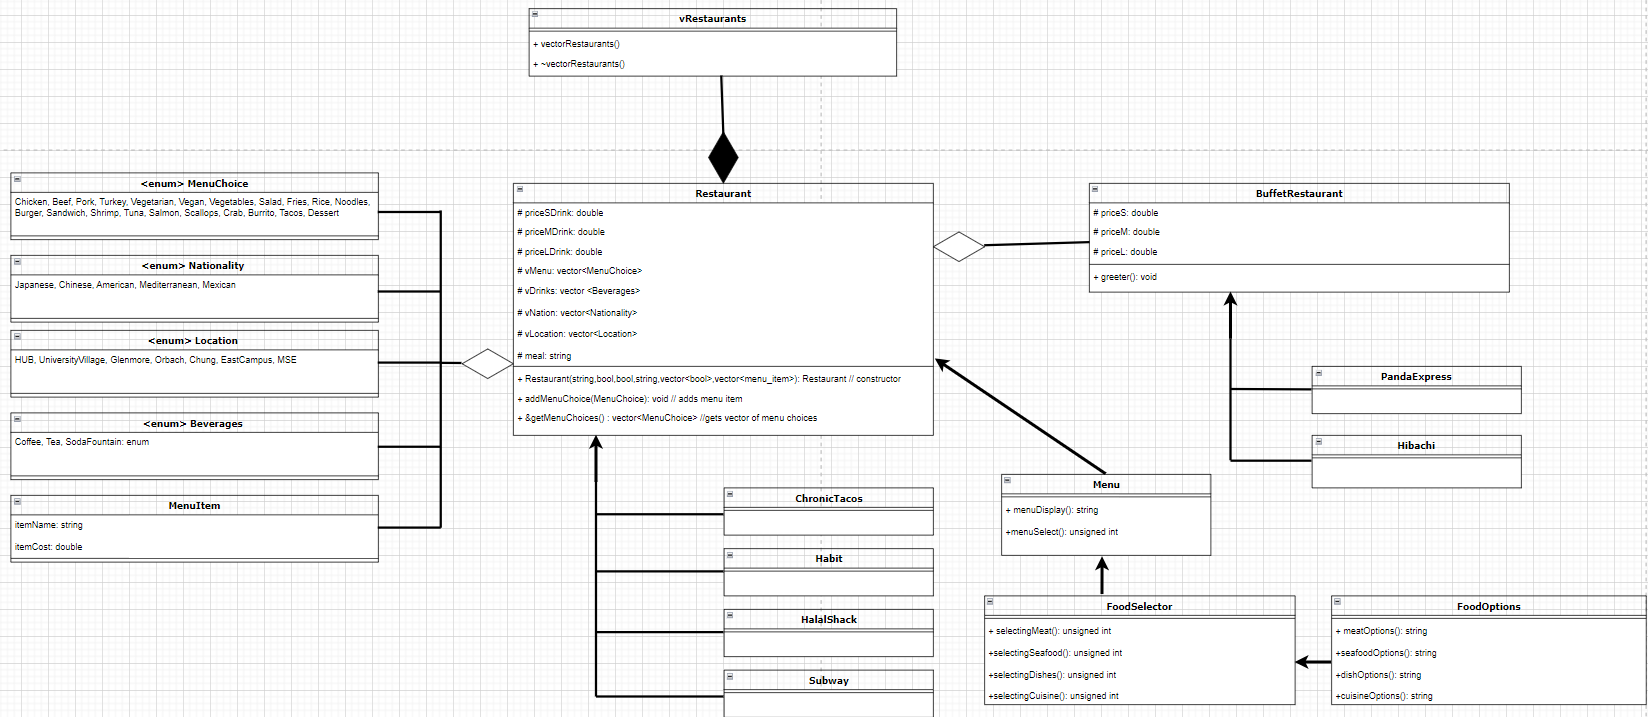 vRestaurants
+ vectorRestaurants()
+ ~vectorRestaurants()
<enum> MenuChoice
Chicken, Beef, Pork, Turkey, Vegetarian, Vegan, Vegetables, Salad, Fries, Rice, Noodles,
Burger, Sandwich, Shrimp, Tuna, Salmon, Scallops, Crab, Burrito, Tacos, Dessert
<enum> Nationality
Japanese, Chinese, American, Mediterranean, Mexican
<enum> Location
HUB, UniversityVillage, Glenmore, Orbach, Chung, EastCampus, MSE
<enum> Beverages
Coffee, Tea, SodaFountain: enum
MenuItem
itemName: string
itemCost: double
Restaurant
# priceSDrink: double
# priceMDrink: double
# priceLDrink: double
# vMenu: vector<MenuChoice>
# vDrinks: vector <Beverages>
# vNation: vector<Nationality>
# vLocation: vector<Location>
# meal: string
+ Restaurant(string,bool,bool,string,vector<bool>,vector<menu_item>): Restaurant // constructor
+ addMenuChoice(MenuChoice): void // adds menu item
+ &getMenuChoices() : vector<MenuChoice> //gets vector of menu choices
BuffetRestaurant
# priceS: double
# priceM: double
# priceL: double
+ greeter(): void
PandaExpress
Hibachi
ChronicTacos
Habit
HalalShack
Subway
Menu
+ menuDisplay(): string
+menuSelect(): unsigned int
FoodSelector
+ selectingMeat(): unsigned int
+selectingSeafood(): unsigned int
+selectingDishes(): unsigned int
+selectingCuisine(): unsigned int
FoodOptions
+ meatOptions(): string
+seafoodOptions(): string
+dishOptions(): string
+cuisineOptions(): string